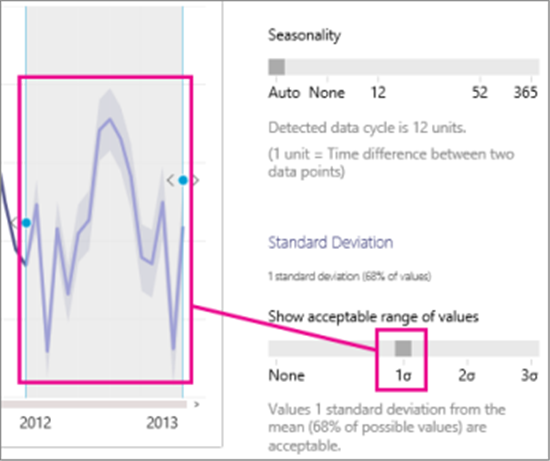 Seasonality
Auto None 12 52 365
Detected data cycle is 12 units.
(1 unit = Time difference between two
data points)
Standard Deviation
1 standard deviation (68% of values)
Show acceptable range of values
None 1σ 2σ 3σ
Values 1 standard deviation from the
mean (68% of possible values) are
acceptable.
2012 2013